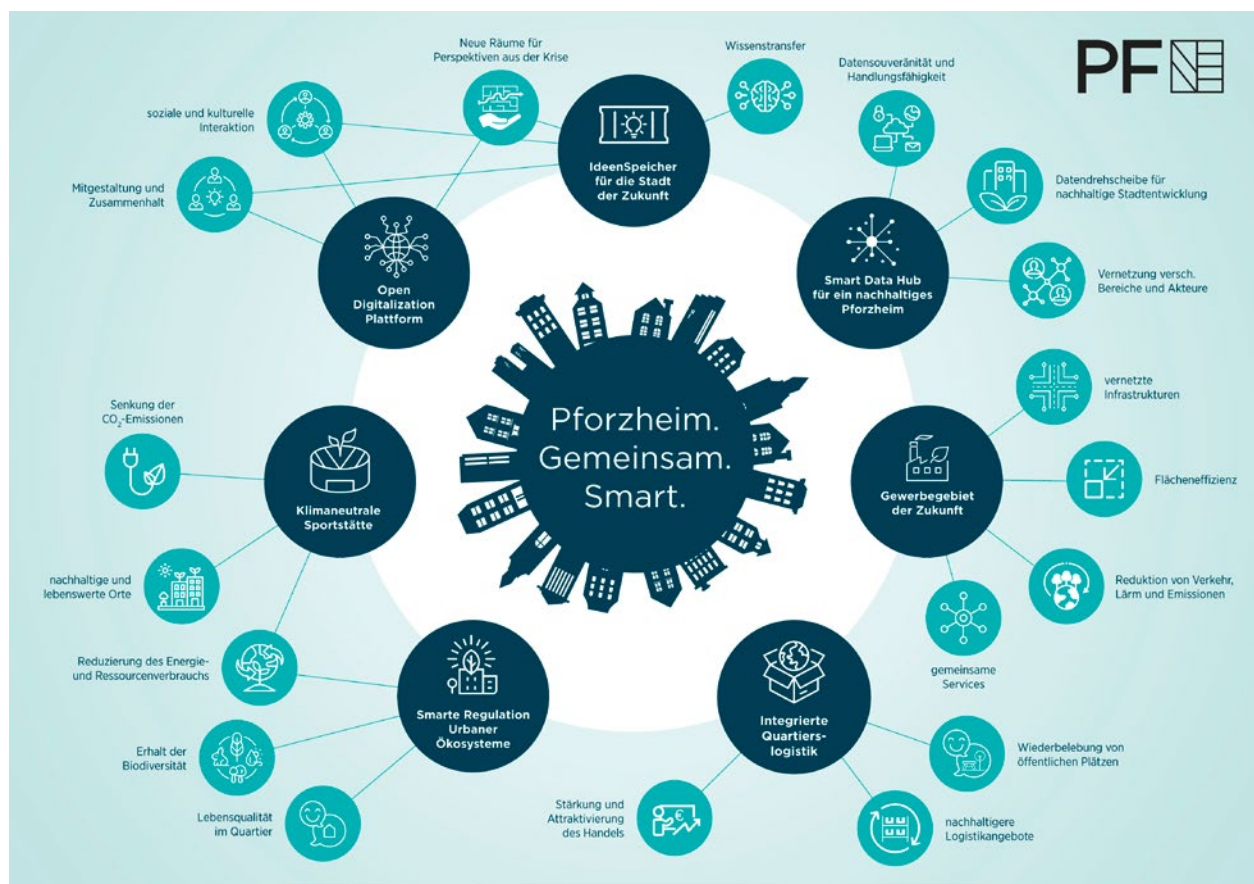 Neue Räume für
Perspektiven aus der Krise
Wissenstransfer
Datensouveränität und
Handlungsfähigkeit
PF
soziale und kulturelle
Interaktion
IdeenSpeicher
für die Stadt
der Zukunft
Mitgestaltung und
Zusammenhalt
Datendrehscheibe für
nachhaltige Stadtentwicklung
Open
Digitalization
Plattform
Smart Data Hub
für ein nachhaltiges
Pforzheim
Vernetzung versch.
Bereiche und Akteure
vernetzte
Infrastrukturen
Senkung der
CO₂-Emissionen
Pforzheim.
Gemeinsam.
Smart.
Klimaneutrale
Sportstätte
Gewerbegebiet
der Zukunft
Flächeneffizienz
nachhaltige und
lebenswerte Orte
Reduktion von Verkehr,
Lärm und Emissionen
Reduzierung des Energie-
und Ressourcenverbrauchs
gemeinsame
Services
Smarte Regulation
Urbaner
Ökosysteme
Integrierte
Quartiers-
logistik
Erhalt der
Biodiversität
Wiederbelebung von
öffentlichen Plätzen
Lebensqualität
im Quartier
Stärkung und
Attraktivierung
des Handels
€
nachhaltigere
Logistikangebote